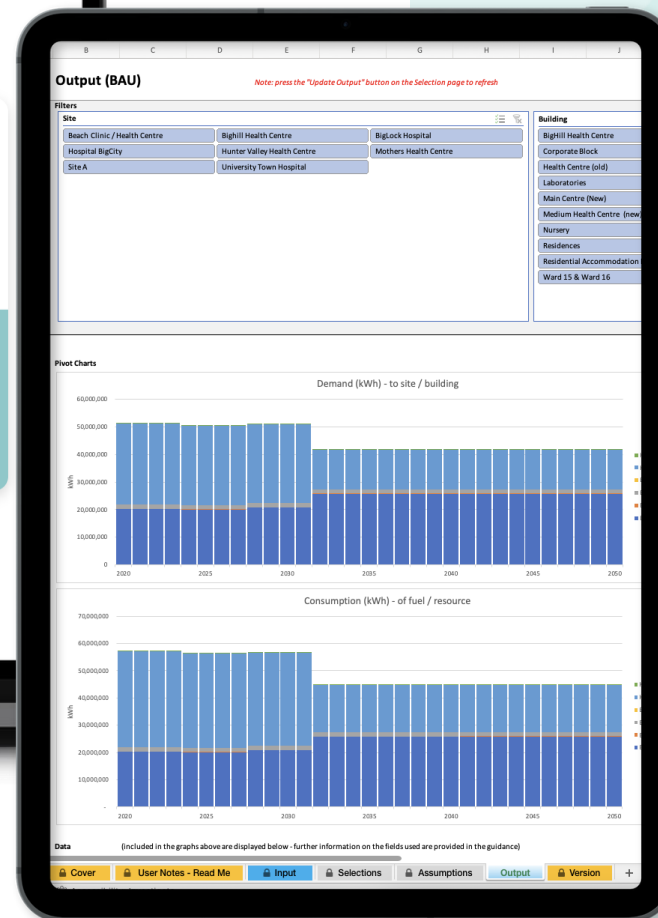 B C D E F G H I J
Output (BAU)
Note: press the "Update Output" button on the Selection page to refresh
Filters
Site
Beach Clinic / Health Centre
Bighill Health Centre
BigLock Hospital
Hospital BigCity
Hunter Valley Health Centre
Mothers Health Centre
Site A
University Town Hospital
Building
BigHill Health Centre
Corporate Block
Health Centre (old)
Laboratories
Main Centre (New)
Medium Health Centre (new)
Nursery
Residences
Residential Accommodation
Ward 15 & Ward 16
Pivot Charts
Demand (kWh) - to site / building
60,000,000
50,000,000
40,000,000
30,000,000
20,000,000
10,000,000
0
kWh
2020 2025 2030 2035 2040 2045 2050
Consumption (kWh) - of fuel / resource
70,000,000
60,000,000
50,000,000
40,000,000
30,000,000
20,000,000
10,000,000
-
kWh
2020 2025 2030 2035 2040 2045 2050
Data (included in the graphs above are displayed below - further information on the fields used are provided in the guidance)
Cover User Notes - Read Me Input Selections Assumptions Output Version +